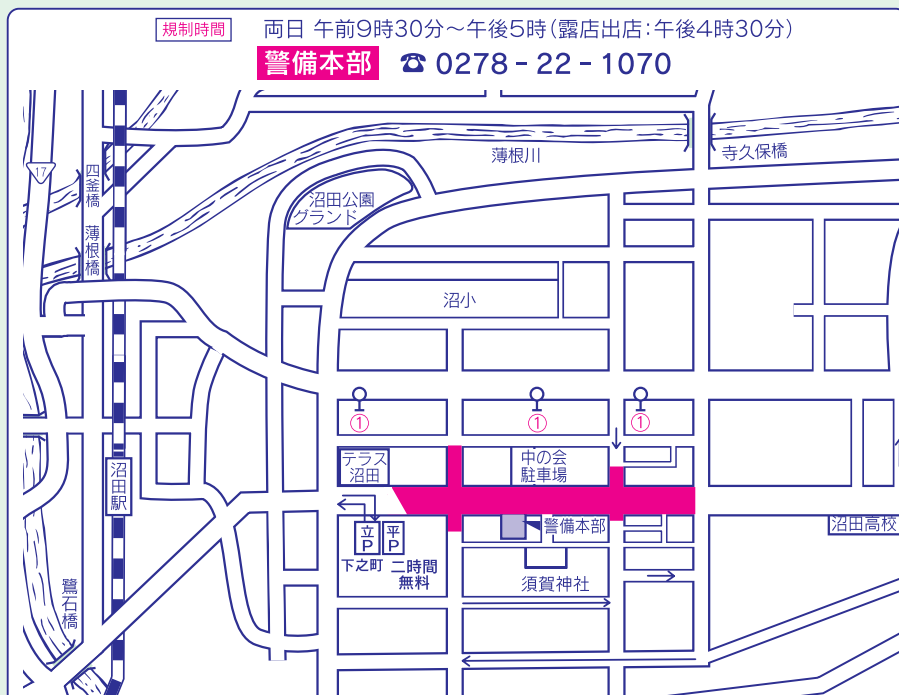 規制時間 両日 午前9時30分〜午後5時(露店出店:午後4時30分)
警備本部 ☎ 0278-22-1070
薄根川
寺久保橋
17
四釜橋
薄根橋
沼田公園
グランド
沼小
①
①
①
テラス
沼田
中の会
駐車場
沼田駅
立P
平P
警備本部
沼田高校
下之町
二時間
無料
須賀神社
鷺石橋